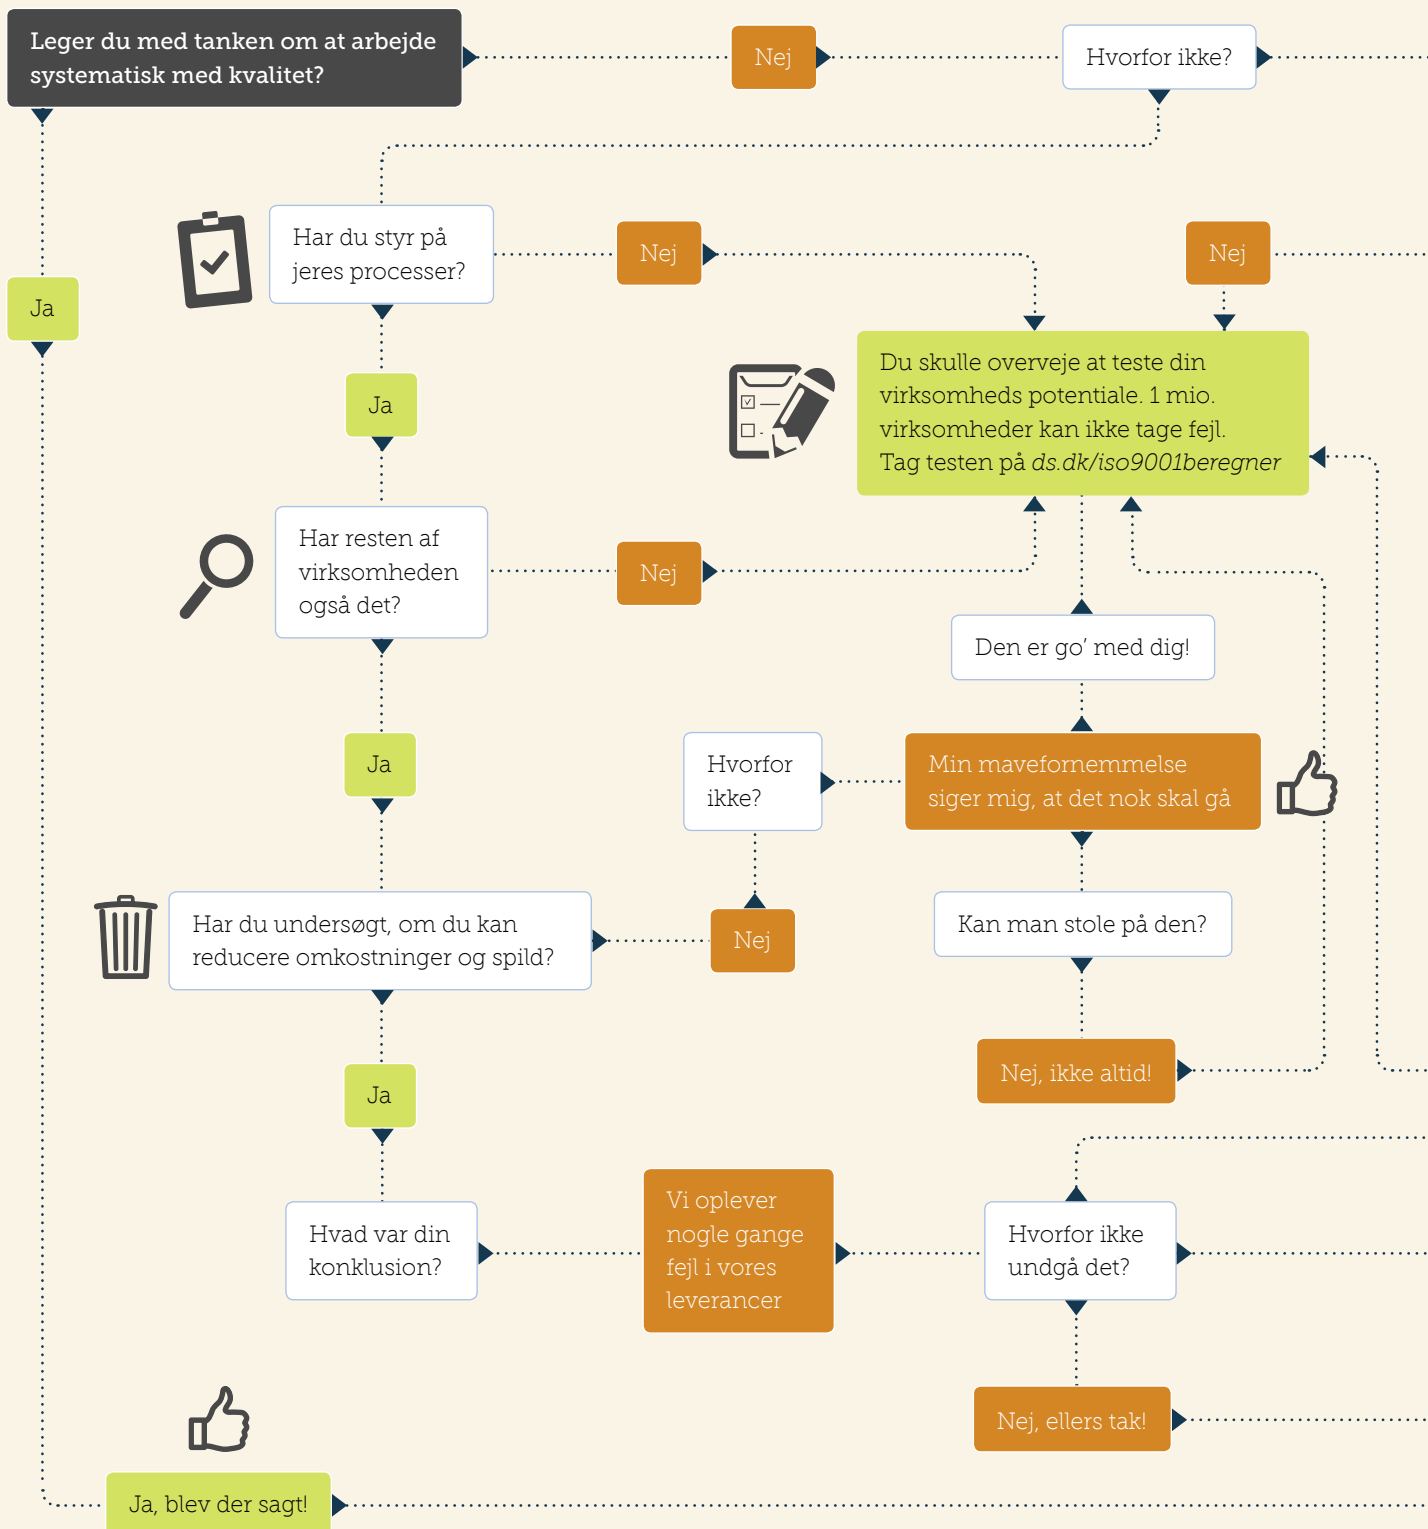 Leger du med tanken om at arbejde
systematisk med kvalitet?
Nej
Hvorfor ikke?
Har du styr på
jeres processer?
Nej
Nej
Ja
Du skulle overveje at teste din
virksomheds potentiale. 1 mio.
virksomheder kan ikke tage fejl.
Tag testen på ds.dk/iso9001beregner
Ja
Har resten af
virksomheden
også det?
Nej
Den er go’ med dig!
Ja
Hvorfor
ikke?
Min mavefornemmelse
siger mig, at det nok skal gå
Har du undersøgt, om du kan
reducere omkostninger og spild?
Nej
Kan man stole på den?
Nej, ikke altid!
Ja
Hvad var din
konklusion?
Vi oplever
nogle gange
fejl i vores
leverancer
Hvorfor ikke
undgå det?
Nej, ellers tak!
Ja, blev der sagt!